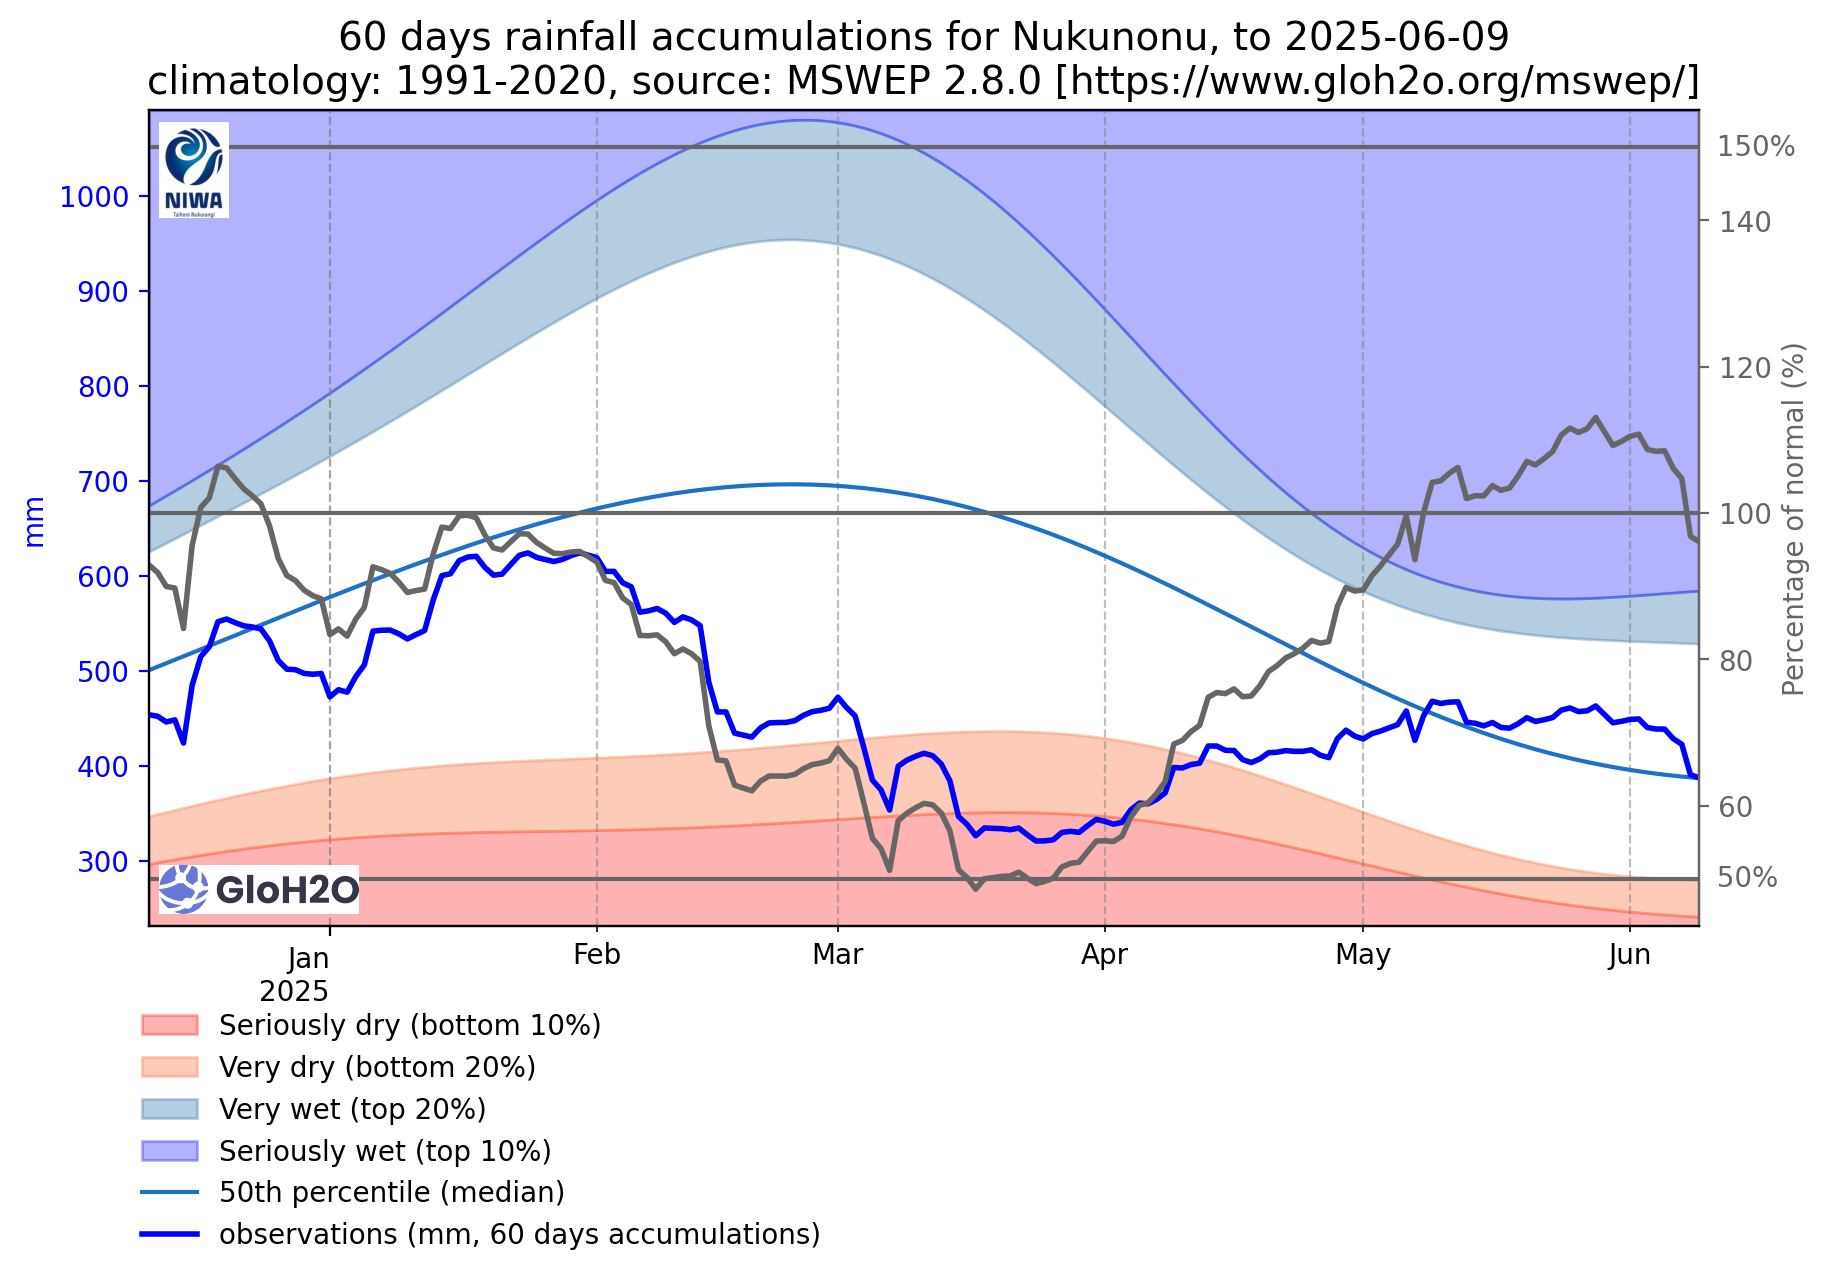 60 days rainfall accumulations for Nukunonu, to 2025-06-09
climatology: 1991-2020, source: MSWEP 2.8.0 [https://www.gloh2o.org/mswep/]
NIWA
Taihoro Nukurangi
1000
900
800
700
600
500
400
300
mm
150%
140
120
100
80
60
50%
Percentage of normal (%)
GloH2O
Jan
2025
Feb
Mar
Apr
May
Jun
Seriously dry (bottom 10%)
Very dry (bottom 20%)
Very wet (top 20%)
Seriously wet (top 10%)
50th percentile (median)
observations (mm, 60 days accumulations)